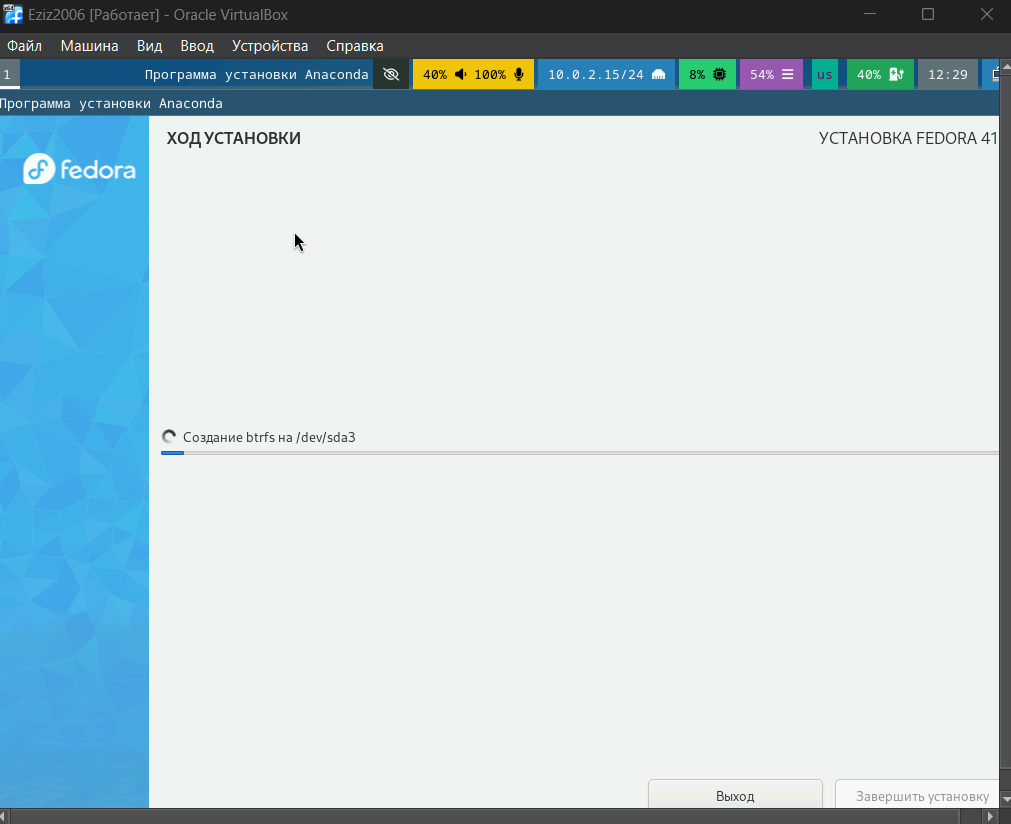 Eziz2006 [Работает] - Oracle VirtualBox
Файл Машина Вид Ввод Устройства Справка
1 Программа установки Anaconda 40% 100% 10.0.2.15/24 8% 54% us 40% 12:29
Программа установки Anaconda
fedora
ХОД УСТАНОВКИ
УСТАНОВКА FEDORA 41
Создание btrfs на /dev/sda3
Выход
Завершить установку